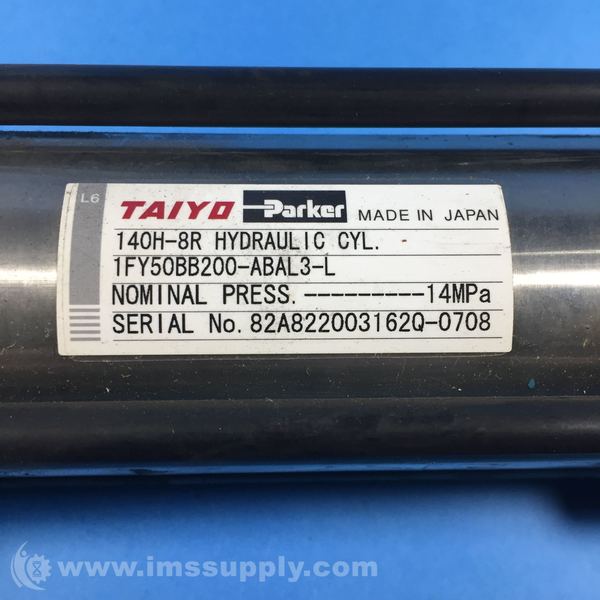 L6
TAIYO Parker MADE IN JAPAN
140H-8R HYDRAULIC CYL.
1FY50BB200-ABAL3-L
NOMINAL PRESS.---------14MPa
SERIAL No. 82A822003162Q-0708
www.imssupply.com